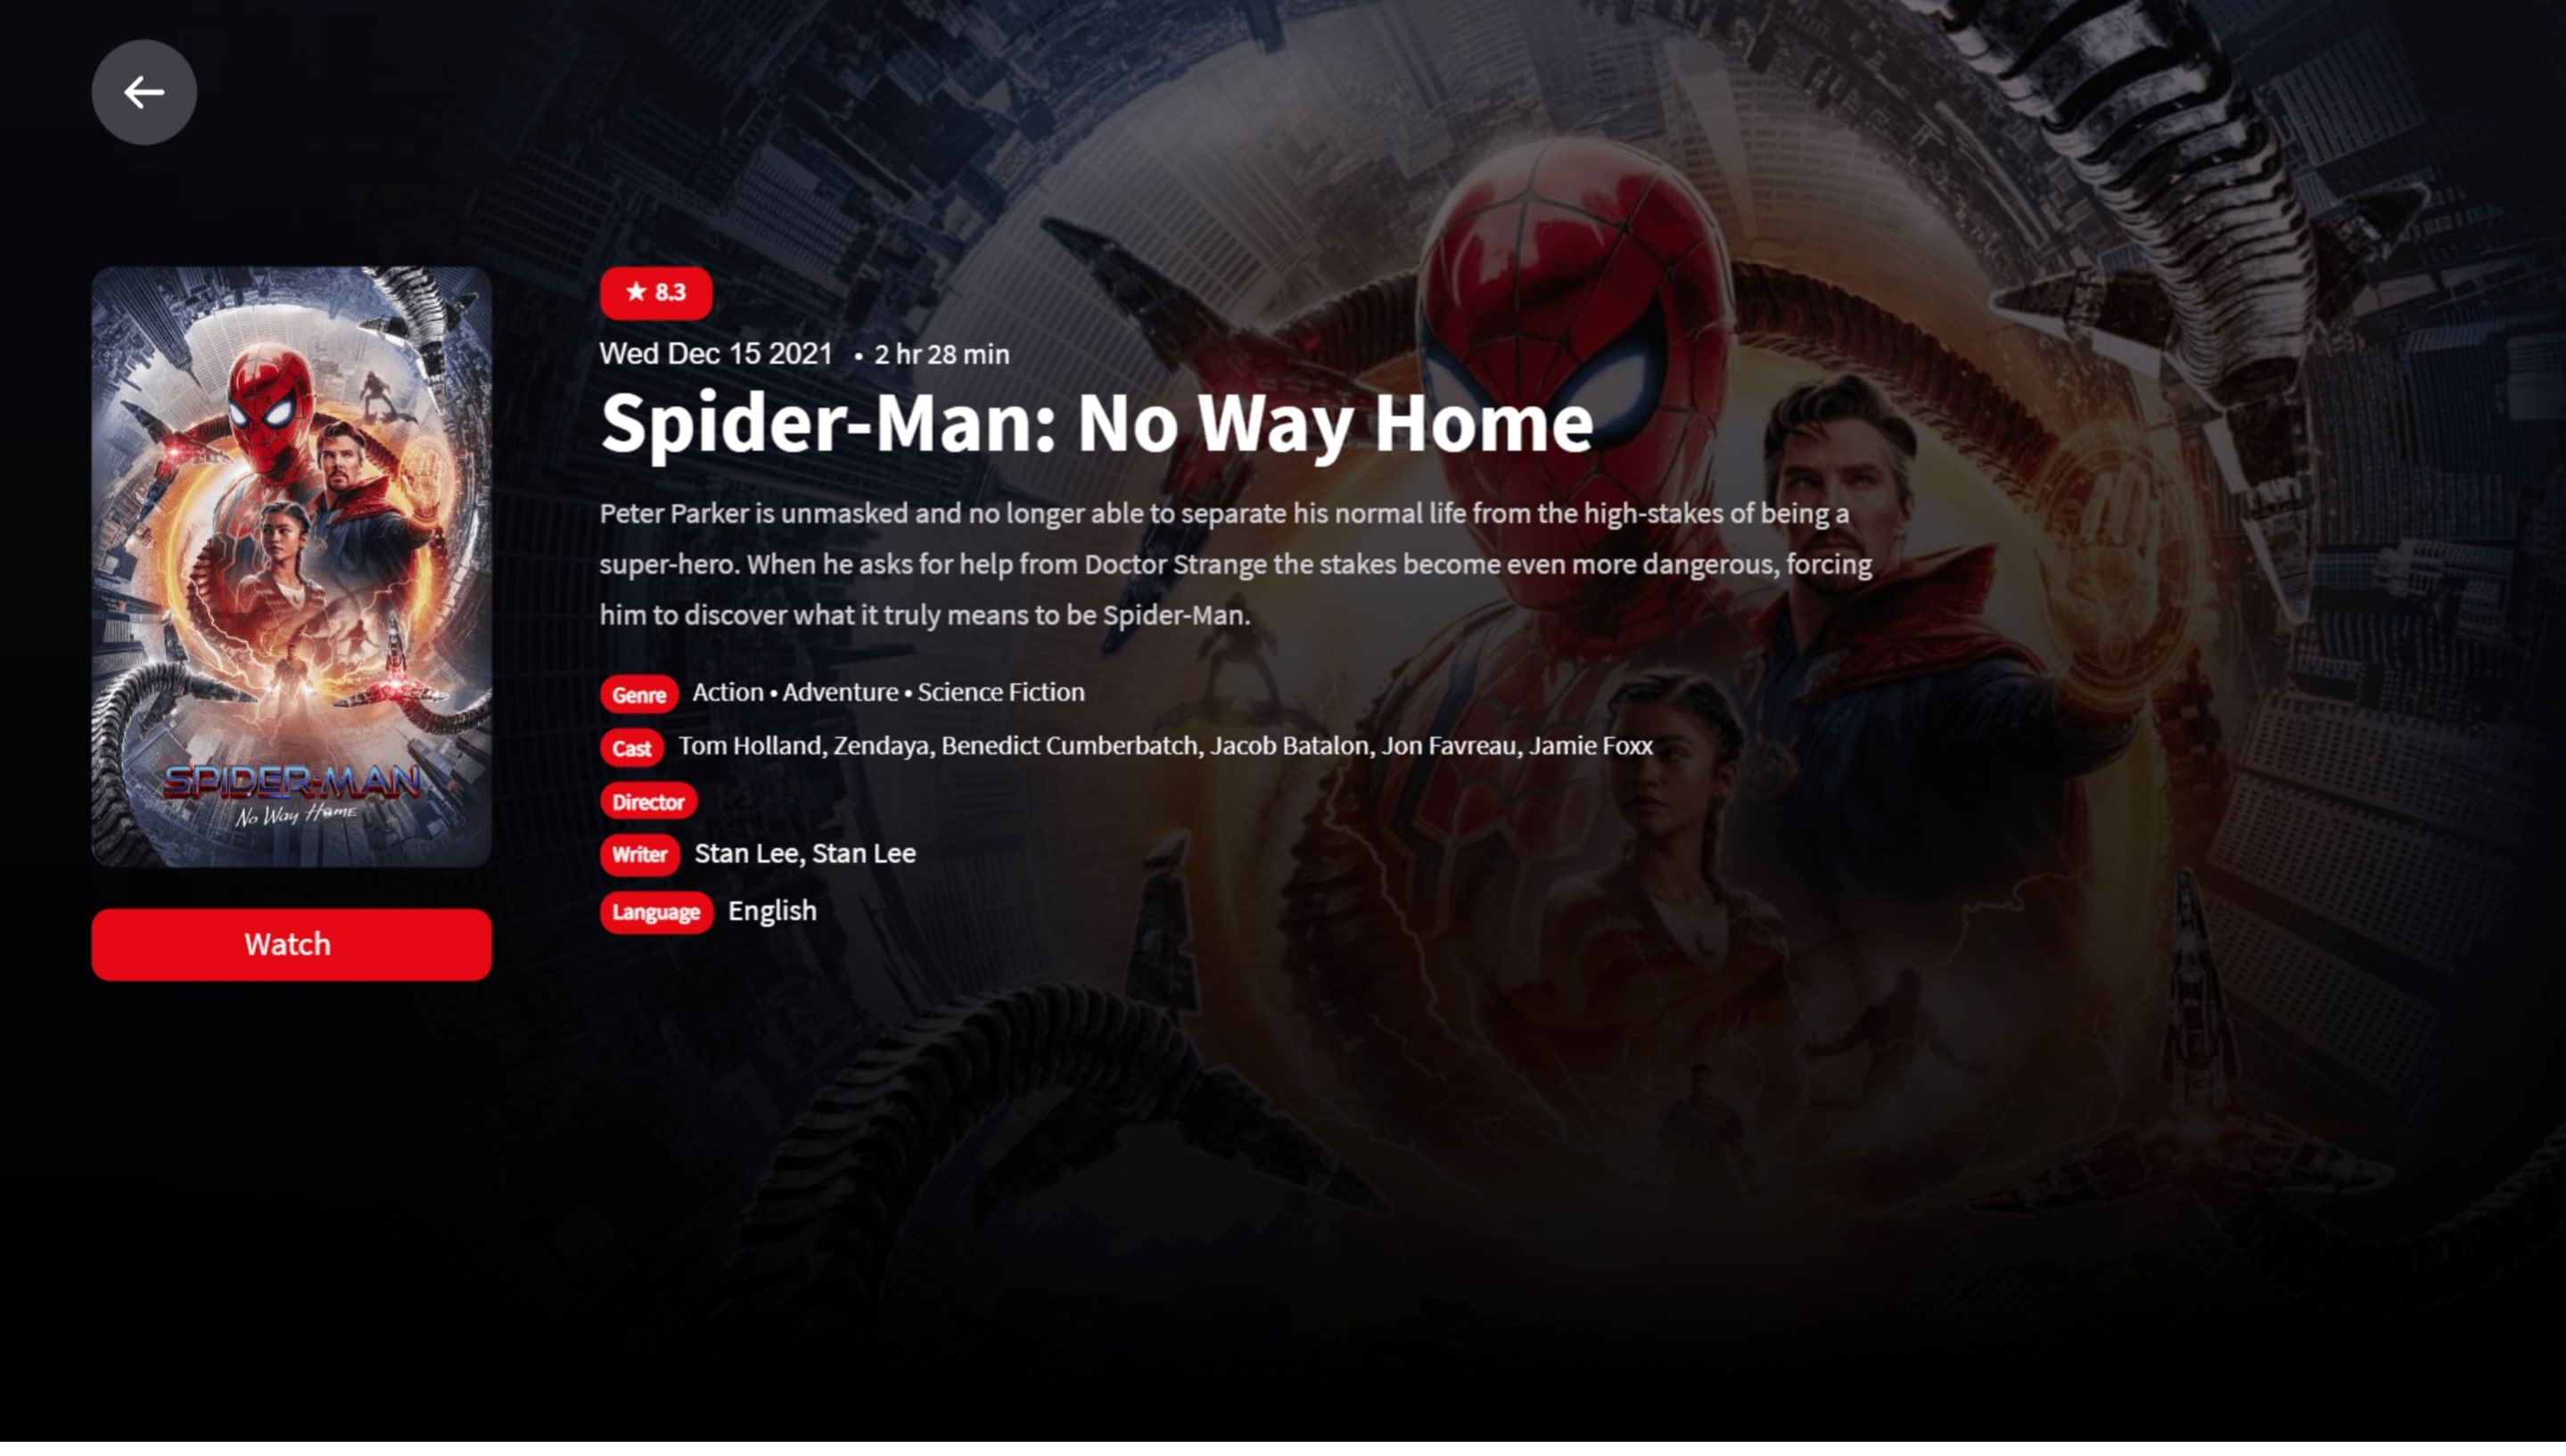 ★ 8.3
Wed Dec 15 2021 • 2 hr 28 min
Spider-Man: No Way Home
Peter Parker is unmasked and no longer able to separate his normal life from the high-stakes of being a
super-hero. When he asks for help from Doctor Strange the stakes become even more dangerous, forcing
him to discover what it truly means to be Spider-Man.
Genre Action • Adventure • Science Fiction
Cast Tom Holland, Zendaya, Benedict Cumberbatch, Jacob Batalon, Jon Favreau, Jamie Foxx
Director
Writer Stan Lee, Stan Lee
Language English
SPIDER-MAN
No Way Home
Watch